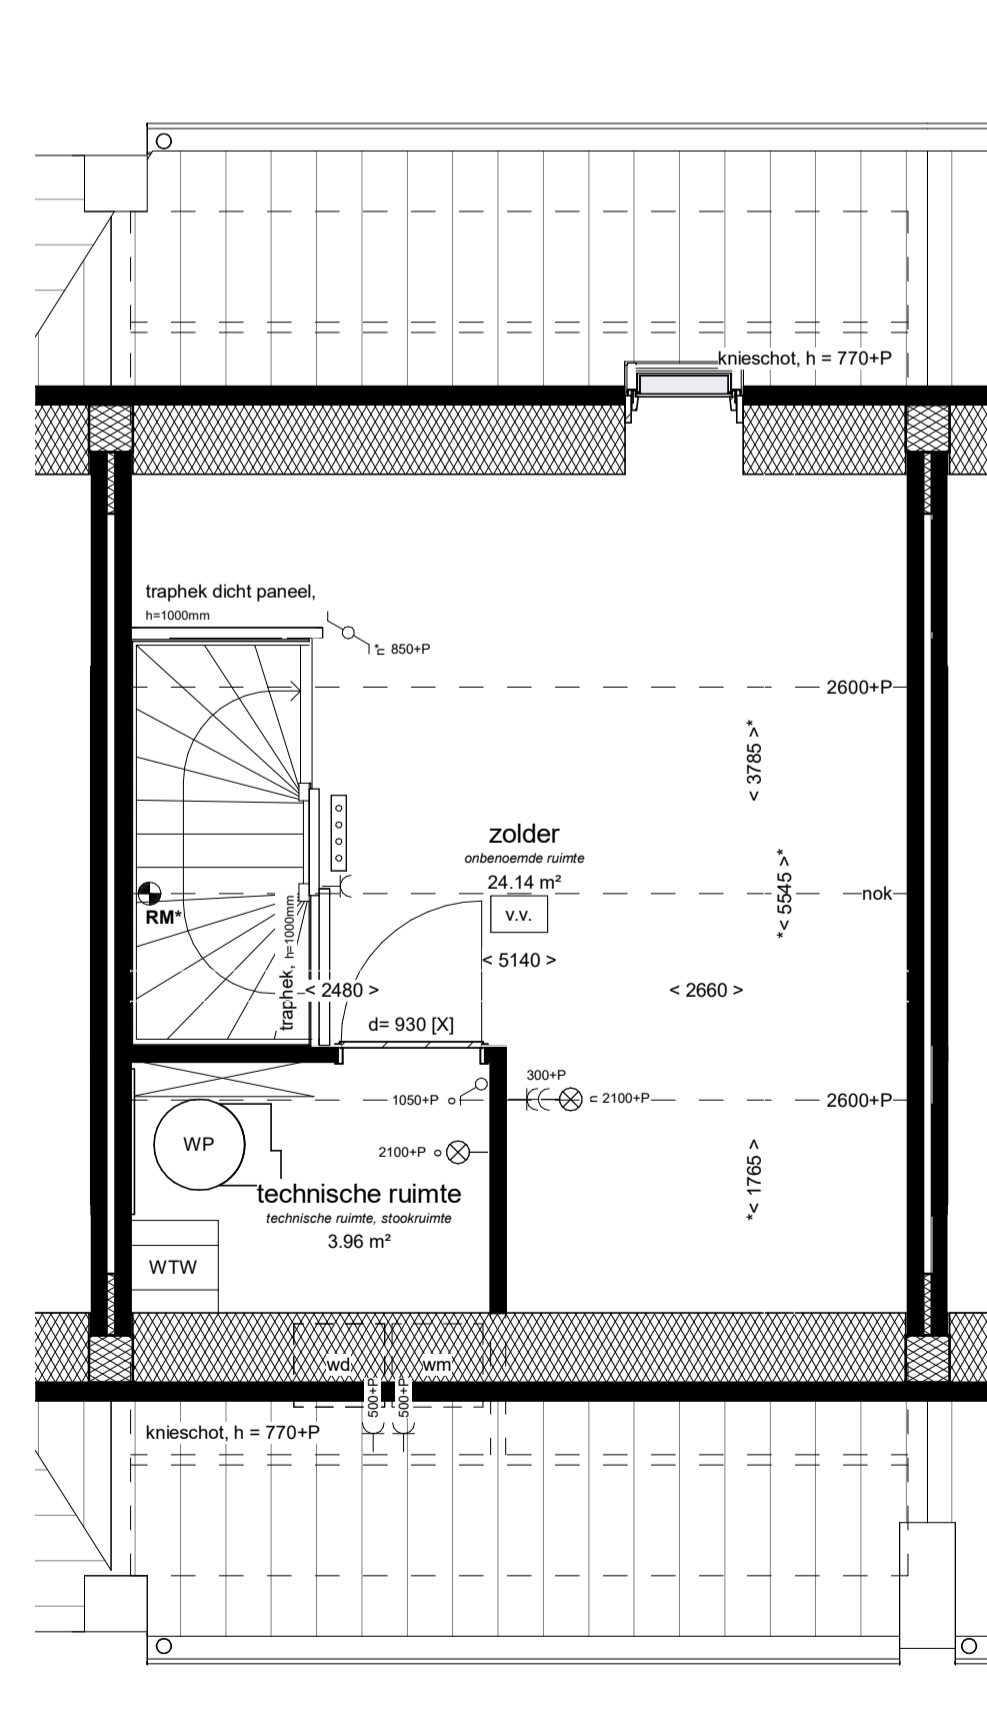 knieschot, h = 770+P
traphek dicht paneel,
h=1000mm
850+P
2600+P
< 3785 >*
zolder
onbenoemde ruimte
24.14 m²
*< 5545 >*
nok
RM*
v.v.
traphek, h=1000mm
< 5140 >
< 2480 >
< 2660 >
d= 930 [X]
300+P
1050+P
2100+P
2600+P
2100+P
WP
technische ruimte
technische ruimte, stookruimte
3.96 m²
*< 1765 >
WTW
wd
wm
500+P
500+P
knieschot, h = 770+P